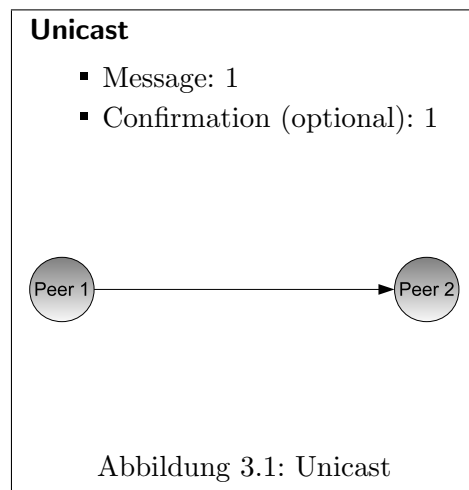 Unicast
▪ Message: 1
▪ Confirmation (optional): 1
Peer 1 Peer 2
Abbildung 3.1: Unicast